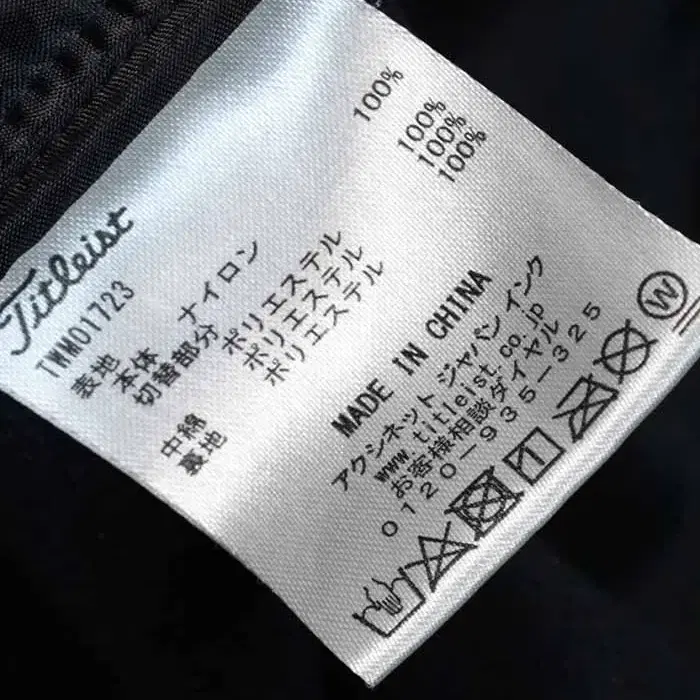 Titleist
TWMO1723
表地
本体 ナイロン 100%
切替部分 ポリエステル 100%
中綿 ポリエステル 100%
裏地 ポリエステル 100%
MADE IN CHINA
アクシネット ジャパン インク
www.titleist.co.jp
お客様相談ダイヤル
0120-935-325
W